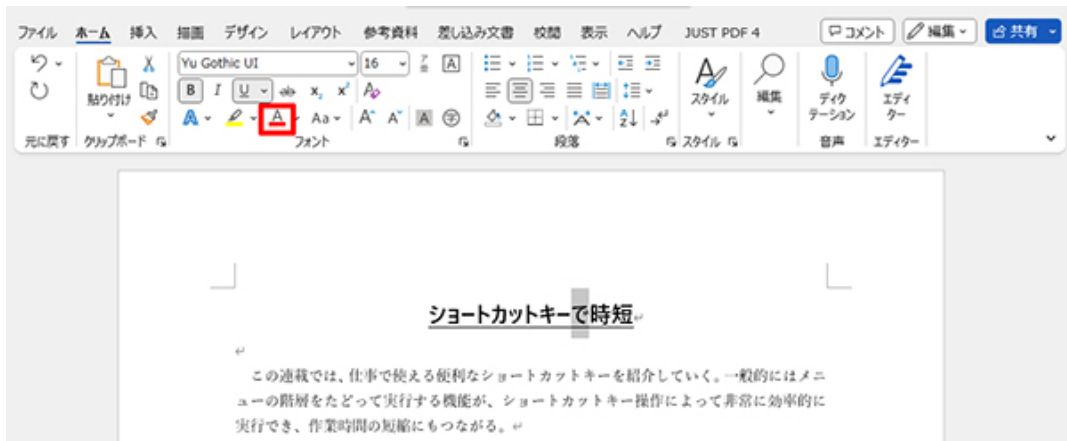 ファイル ホーム 挿入 描画 デザイン レイアウト 参考資料 差し込み文書 校閲 表示 ヘルプ JUST PDF 4 コメント 編集 共有
Yu Gothic UI 16
B I U ab x₂ x² A
A A Aa A A A 字
貼り付け スタイル 編集 ディクテーション エディター
元に戻す クリップボード フォント 段落 スタイル 音声 エディター
ショートカットキーで時短
この連載では、仕事で使える便利なショートカットキーを紹介していく。一般的にはメニ
ューの階層をたどって実行する機能が、ショートカットキー操作によって非常に効率的に
実行でき、作業時間の短縮にもつながる。